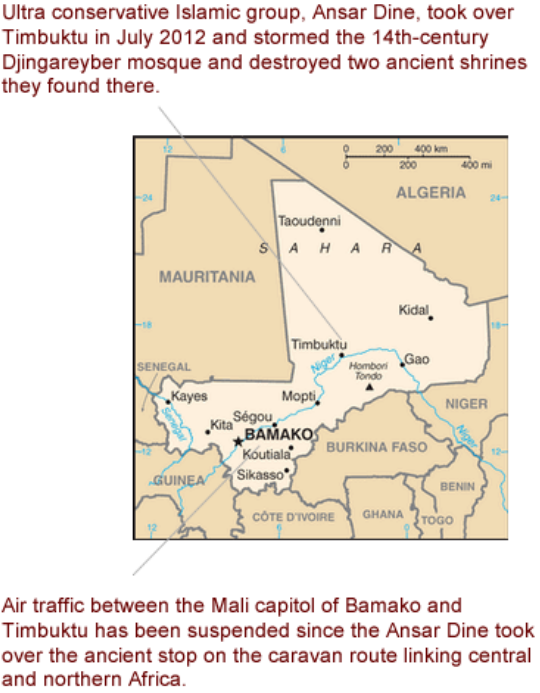 Ultra conservative Islamic group, Ansar Dine, took over
Timbuktu in July 2012 and stormed the 14th-century
Djingareyber mosque and destroyed two ancient shrines
they found there.
12
6
0 200 400 km
0 200 400 mi
24
ALGERIA
24
Taoudenni
S A H A R A
MAURITANIA
Kidal
18
18
Timbuktu
Niger
Hombori
Tondo
Gao
SENEGAL
Kayes
Mopti
NIGER
Senegal
Kita
Ségou
BAMAKO
Niger
12
Koutiala
BURKINA FASO
12
GUINEA
Sikasso
BENIN
CÔTE D'IVOIRE
GHANA
TOGO
12
6
0
Air traffic between the Mali capitol of Bamako and
Timbuktu has been suspended since the Ansar Dine took
over the ancient stop on the caravan route linking central
and northern Africa.